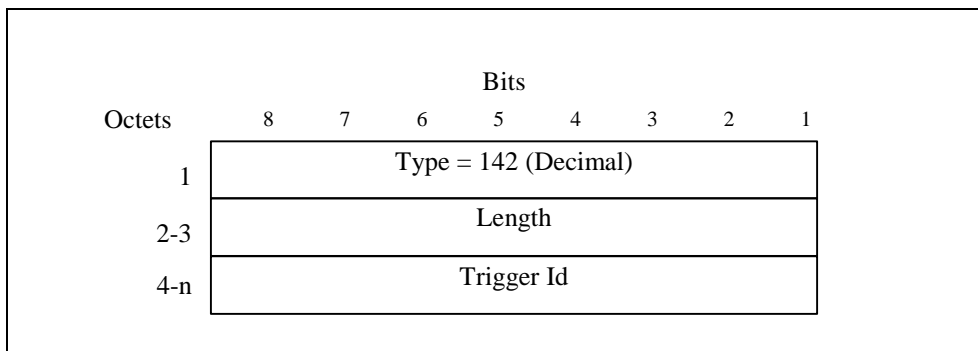 Bits
Octets 8 7 6 5 4 3 2 1
1 Type = 142 (Decimal)
2-3 Length
4-n Trigger Id